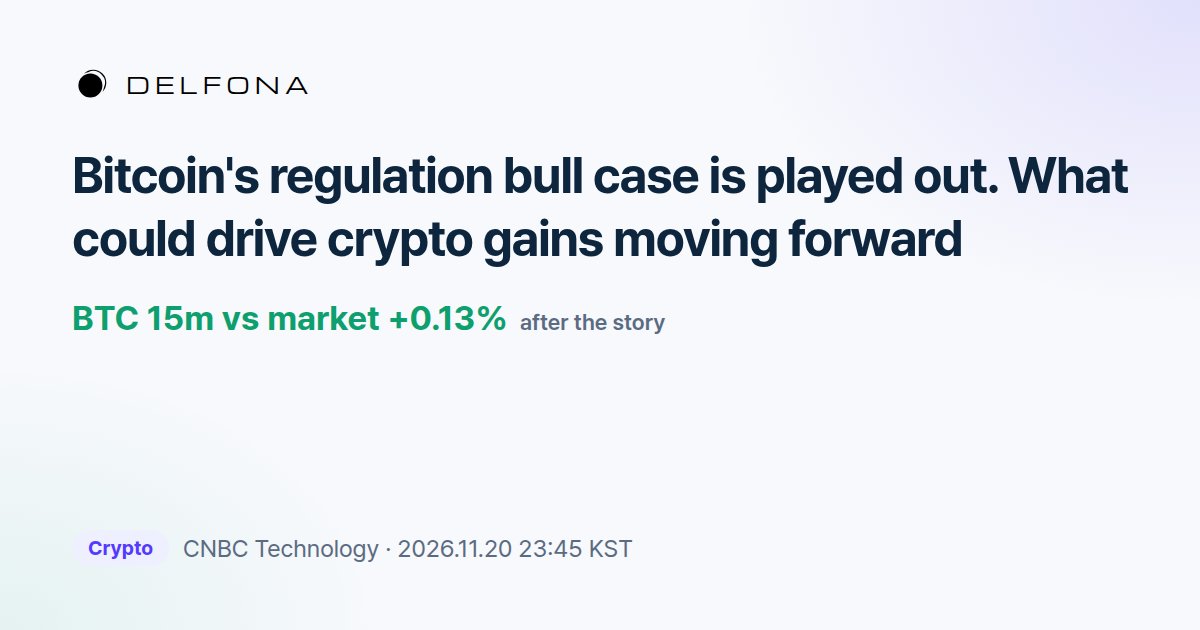 DELFONA
Bitcoin's regulation bull case is played out. What
could drive crypto gains moving forward
BTC 15m vs market +0.13% after the story
Crypto CNBC Technology · 2026.11.20 23:45 KST